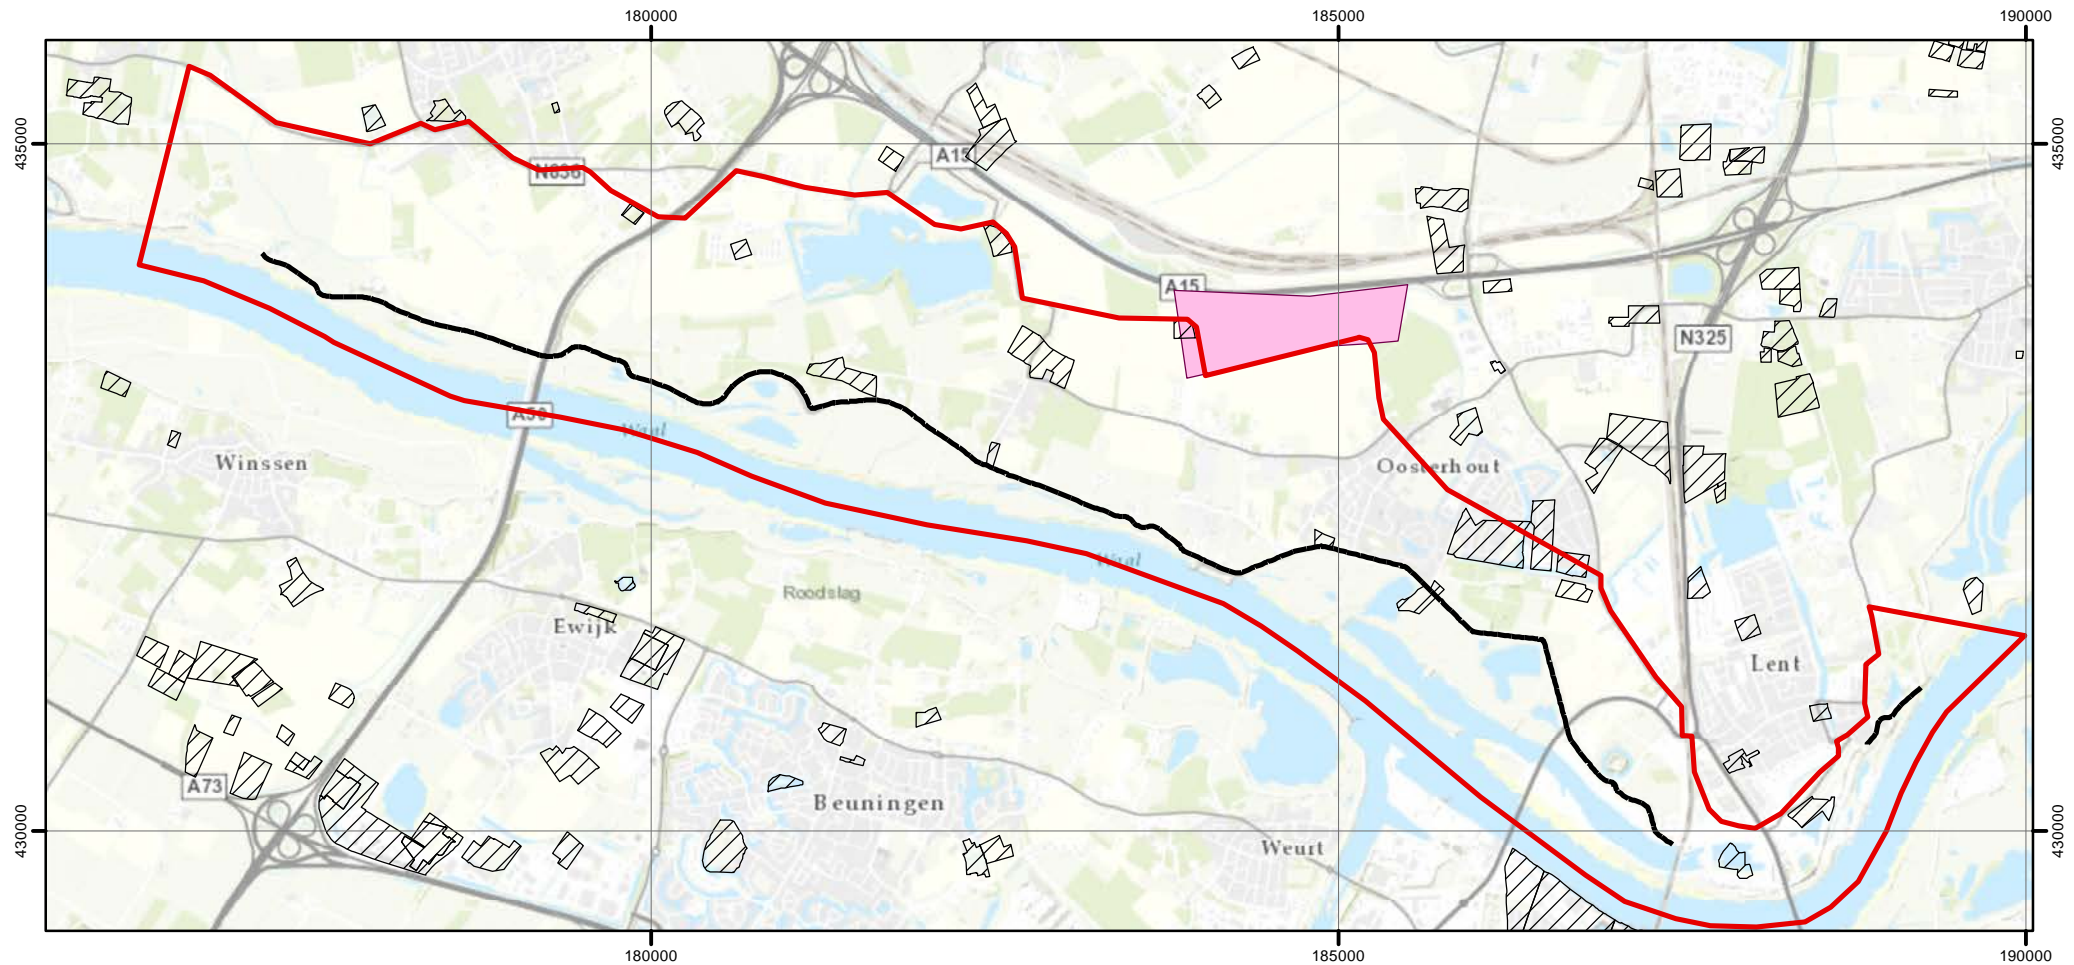 180000
185000
190000
435000
435000
A15
N836
A15
N325
A50
Waal
Winssen
Oosterhout
Waal
Roodslag
Ewijk
Lent
A73
Beuningen
430000
430000
Weurt
180000
185000
190000